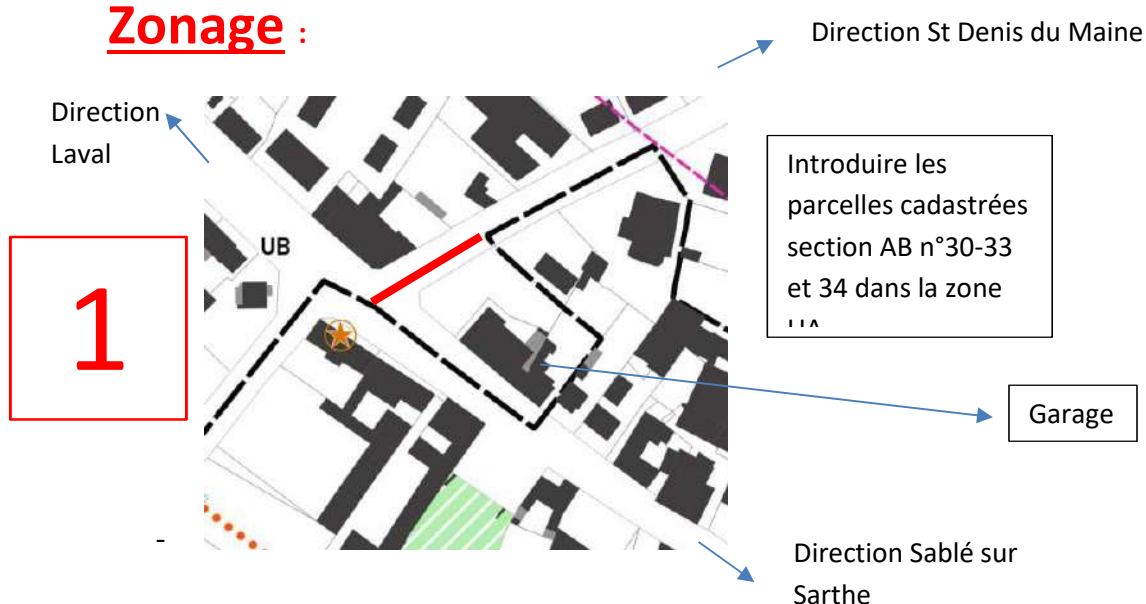 Zonage :
Direction St Denis du Maine
Direction
Laval
Introduire les
parcelles cadastrées
section AB n°30-33
et 34 dans la zone
UB
1
Garage
-
Direction Sablé sur
Sarthe